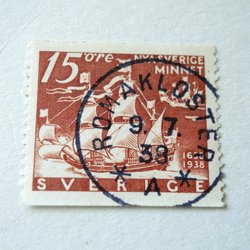 15 ÖRE NYA SVERIGE
MINNET
ROMAKLOSTER
9. 7.
38
* A *
1638
1938
SVERIGE